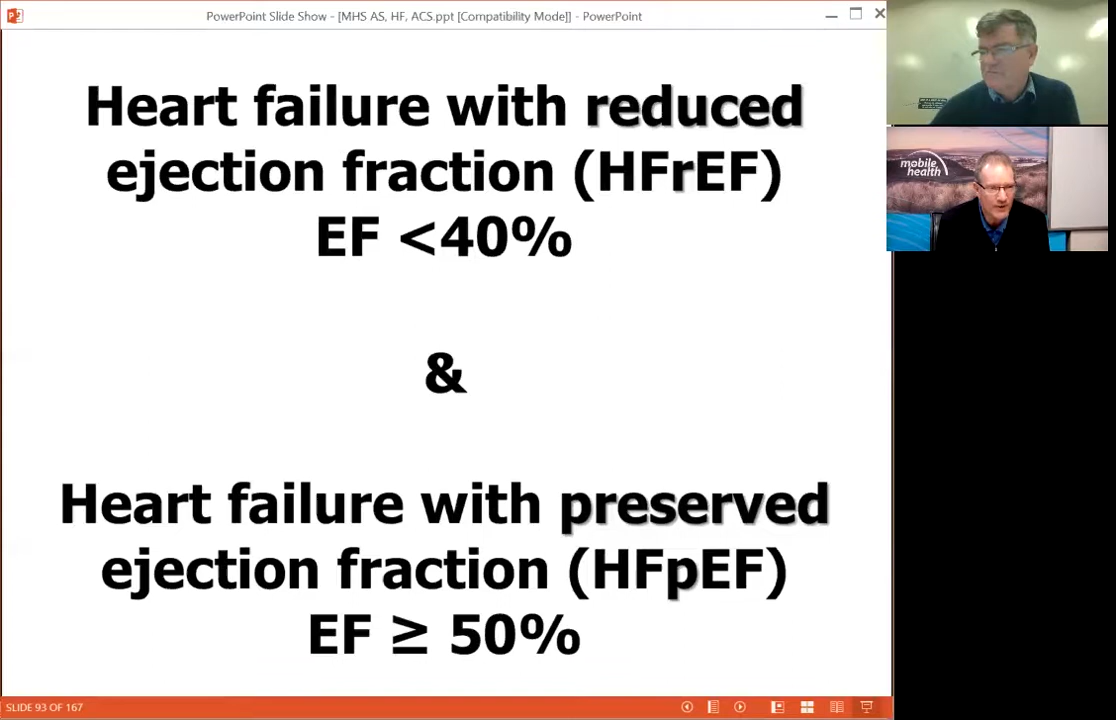 PowerPoint Slide Show - [MHS AS, HF, ACS.ppt [Compatibility Mode]] - PowerPoint
Heart failure with reduced
ejection fraction (HFrEF)
EF <40%
&
Heart failure with preserved
ejection fraction (HFpEF)
EF ≥ 50%
SLIDE 93 OF 167
mobile
health